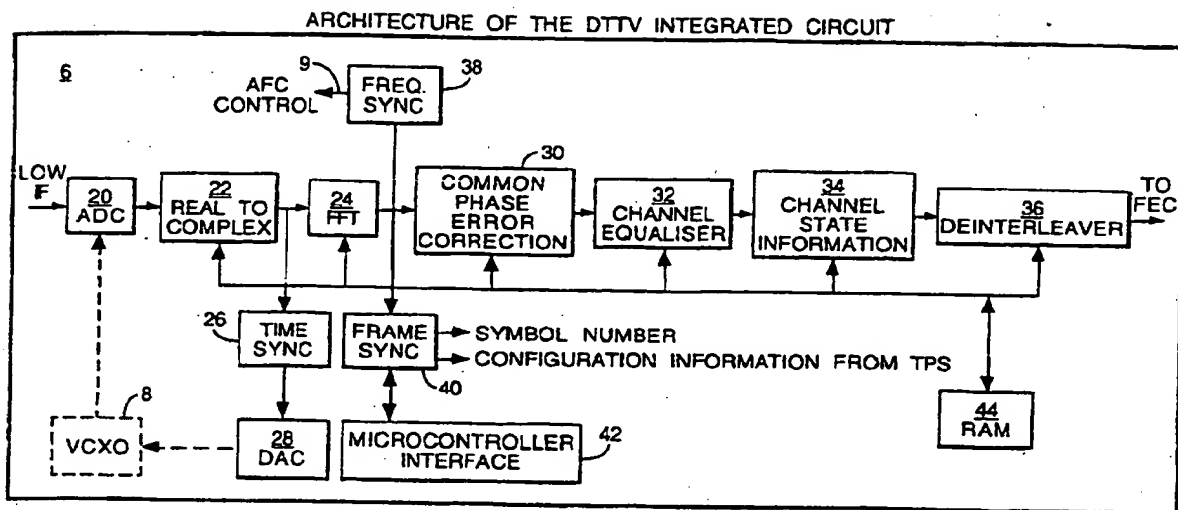 ARCHITECTURE OF THE DTTV INTEGRATED CIRCUIT
6
9
38
AFC
CONTROL
FREQ.
SYNC
LOW
IF
20
ADC
22
REAL TO
COMPLEX
24
FFT
30
COMMON
PHASE
ERROR
CORRECTION
32
CHANNEL
EQUALISER
34
CHANNEL
STATE
INFORMATION
36
DEINTERLEAVER
TO
FEC
26
TIME
SYNC
FRAME
SYNC
40
SYMBOL NUMBER
CONFIGURATION INFORMATION FROM TPS
8
VCXO
28
DAC
MICROCONTROLLER
INTERFACE
42
44
RAM